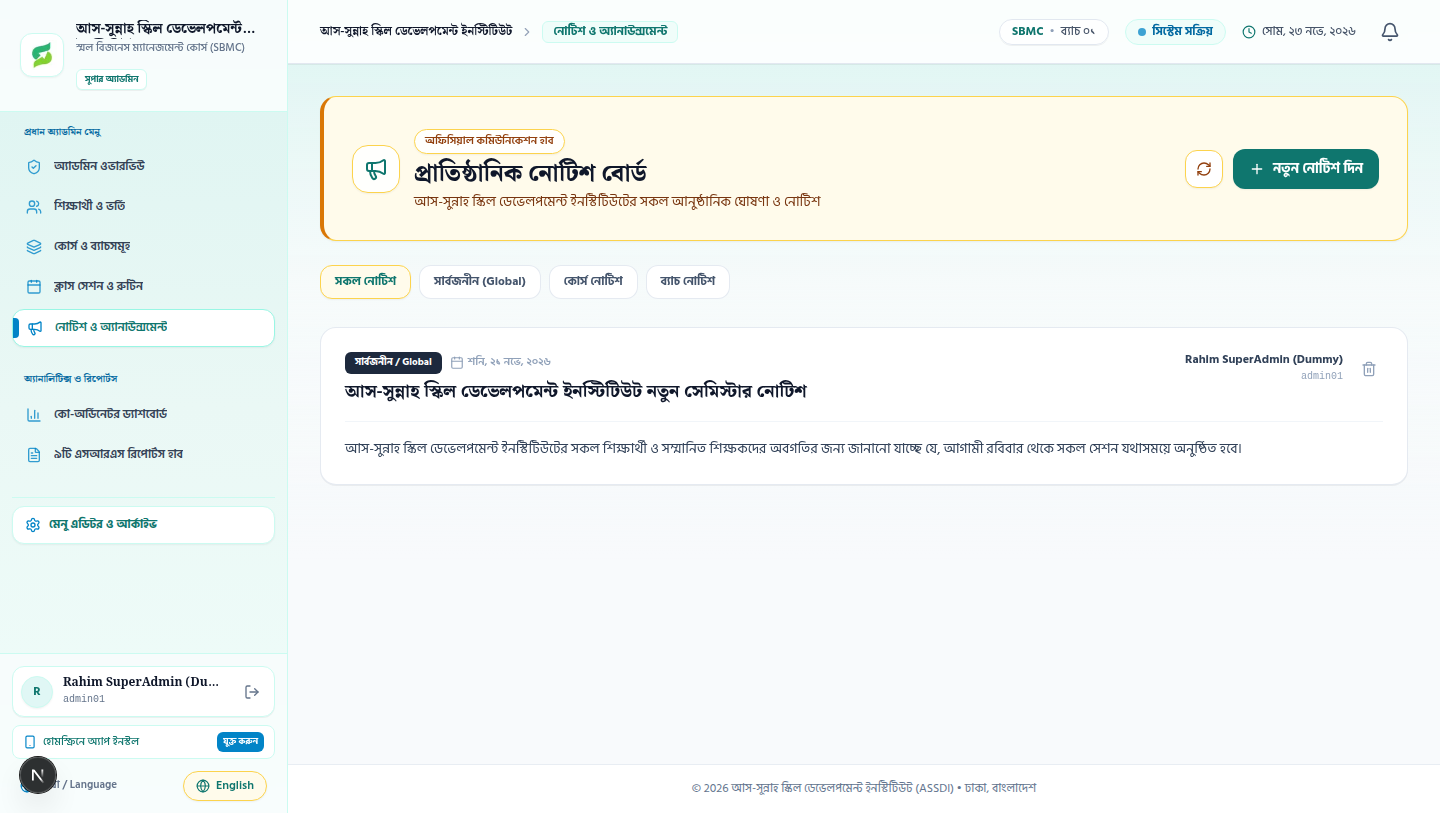 আস-সুন্নাহ স্কিল ডেভেলপমেন্ট...
স্মল বিজনেস ম্যানেজমেন্ট কোর্স (SBMC)
সুপার অ্যাডমিন
প্রধান অ্যাডমিন মেনু
অ্যাডমিন ওভারভিউ
শিক্ষার্থী ও ভর্তি
কোর্স ও ব্যাচসমূহ
ক্লাস সেশন ও রুটিন
নোটিশ ও অ্যানাউন্সমেন্ট
অ্যানালিটিক্স ও রিপোর্টস
কো-অর্ডিনেটর ড্যাশবোর্ড
৯টি এসআরএস রিপোর্টস হাব
মেনু এডিটর ও আর্কাইভ
R
Rahim SuperAdmin (Du...
admin01
হোমস্ক্রিনে অ্যাপ ইনস্টল
যুক্ত করুন
N
/ Language
English
আস-সুন্নাহ স্কিল ডেভেলপমেন্ট ইনস্টিটিউট
নোটিশ ও অ্যানাউন্সমেন্ট
SBMC • ব্যাচ ০১
সিস্টেম সক্রিয়
সোম, ২৩ নভে, ২০২৬
অফিসিয়াল কমিউনিকেশন হাব
প্রাতিষ্ঠানিক নোটিশ বোর্ড
আস-সুন্নাহ স্কিল ডেভেলপমেন্ট ইনস্টিটিউটের সকল আনুষ্ঠানিক ঘোষণা ও নোটিশ
নতুন নোটিশ দিন
সকল নোটিশ
সার্বজনীন (Global)
কোর্স নোটিশ
ব্যাচ নোটিশ
সার্বজনীন / Global
শনি, ২১ নভে, ২০২৬
Rahim SuperAdmin (Dummy)
admin01
আস-সুন্নাহ স্কিল ডেভেলপমেন্ট ইনস্টিটিউট নতুন সেমিস্টার নোটিশ
আস-সুন্নাহ স্কিল ডেভেলপমেন্ট ইনস্টিটিউটের সকল শিক্ষার্থী ও সম্মানিত শিক্ষকদের অবগতির জন্য জানানো যাচ্ছে যে, আগামী রবিবার থেকে সকল সেশন যথাসময়ে অনুষ্ঠিত হবে।
© 2026 আস-সুন্নাহ স্কিল ডেভেলপমেন্ট ইনস্টিটিউট (ASSDI) • ঢাকা, বাংলাদেশ